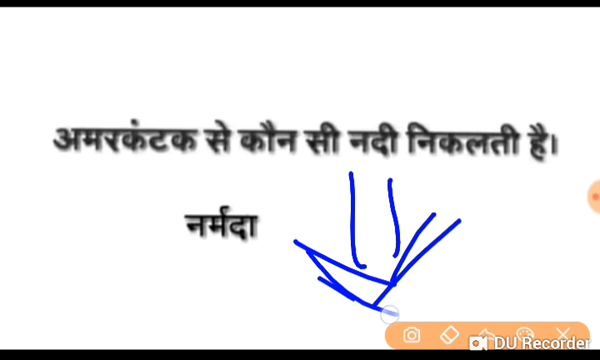 अमरकंटक से कौन सी नदी निकलती है।
नर्मदा
DU Recorder